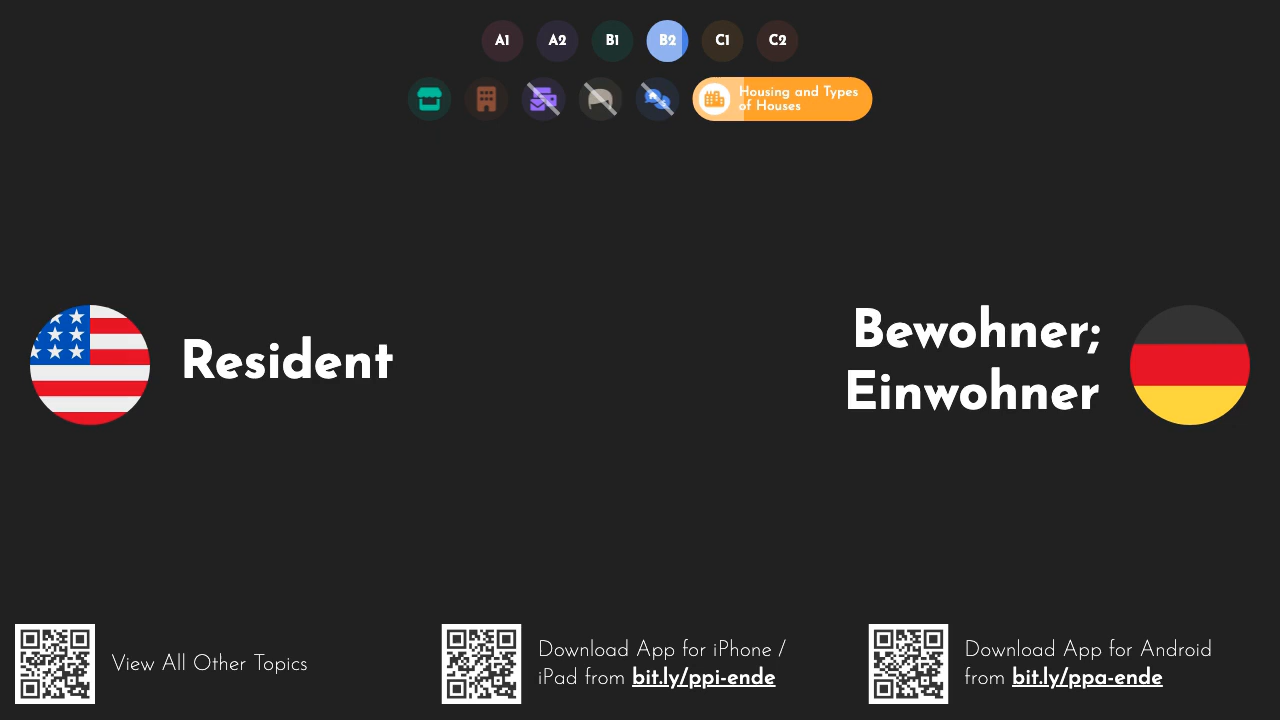 A1 A2 B1 B2 C1 C2
Housing and Types
of Houses
Resident
Bewohner;
Einwohner
View All Other Topics
Download App for iPhone /
iPad from bit.ly/ppi-ende
Download App for Android
from bit.ly/ppa-ende